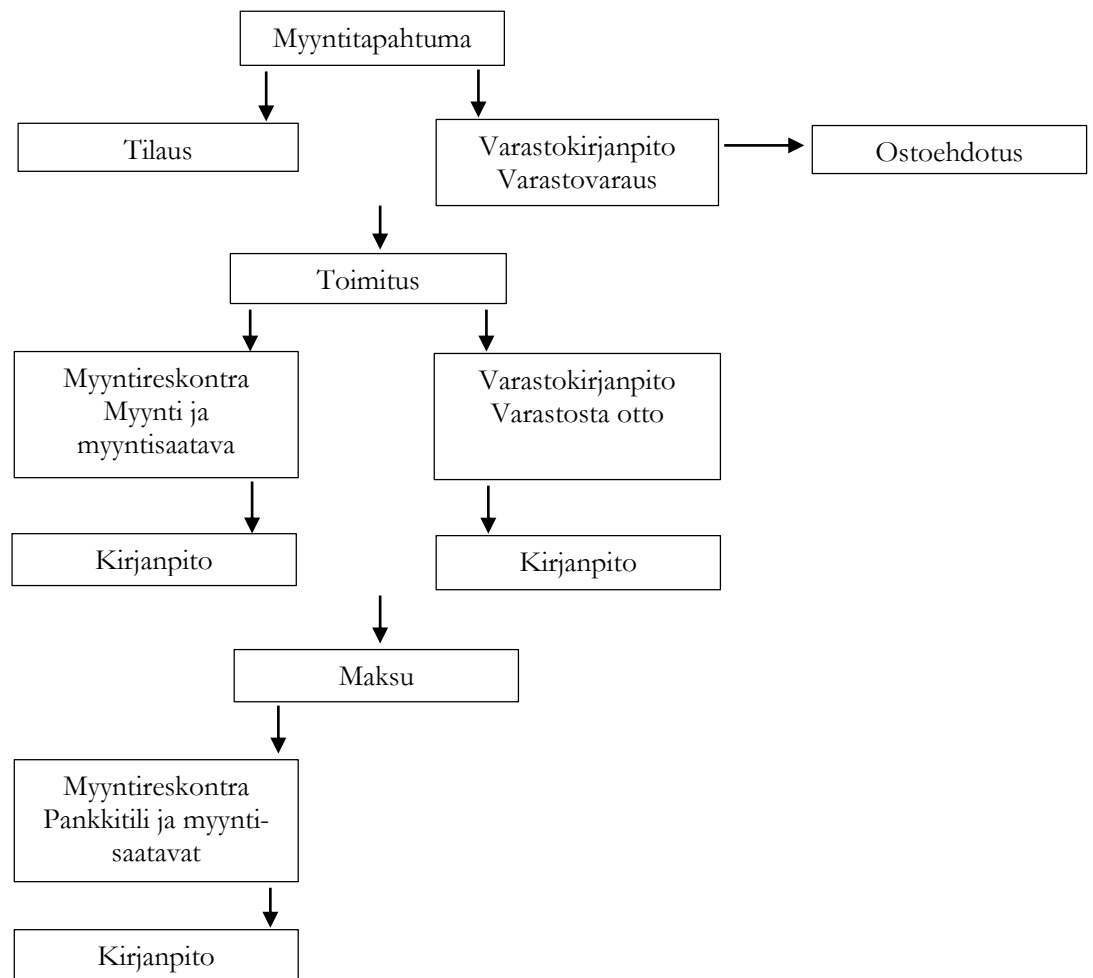 Myyntitapahtuma
Tilaus
Varastokirjanpito
Varastovaraus
Ostoehdotus
Toimitus
Myyntireskontra
Myynti ja
myyntisaatava
Varastokirjanpito
Varastosta otto
Kirjanpito
Kirjanpito
Maksu
Myyntireskontra
Pankkitili ja myynti-
saatavat
Kirjanpito